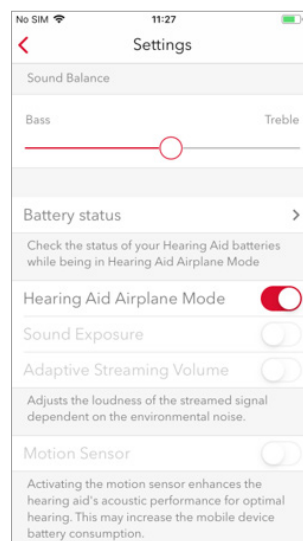 No SIM 11:27
Settings
Sound Balance
Bass Treble
Battery status
Check the status of your Hearing Aid batteries
while being in Hearing Aid Airplane Mode
Hearing Aid Airplane Mode
Sound Exposure
Adaptive Streaming Volume
Adjusts the loudness of the streamed signal
dependent on the environmental noise.
Motion Sensor
Activating the motion sensor enhances the
hearing aid's acoustic performance for optimal
hearing. This may increase the mobile device
battery consumption.